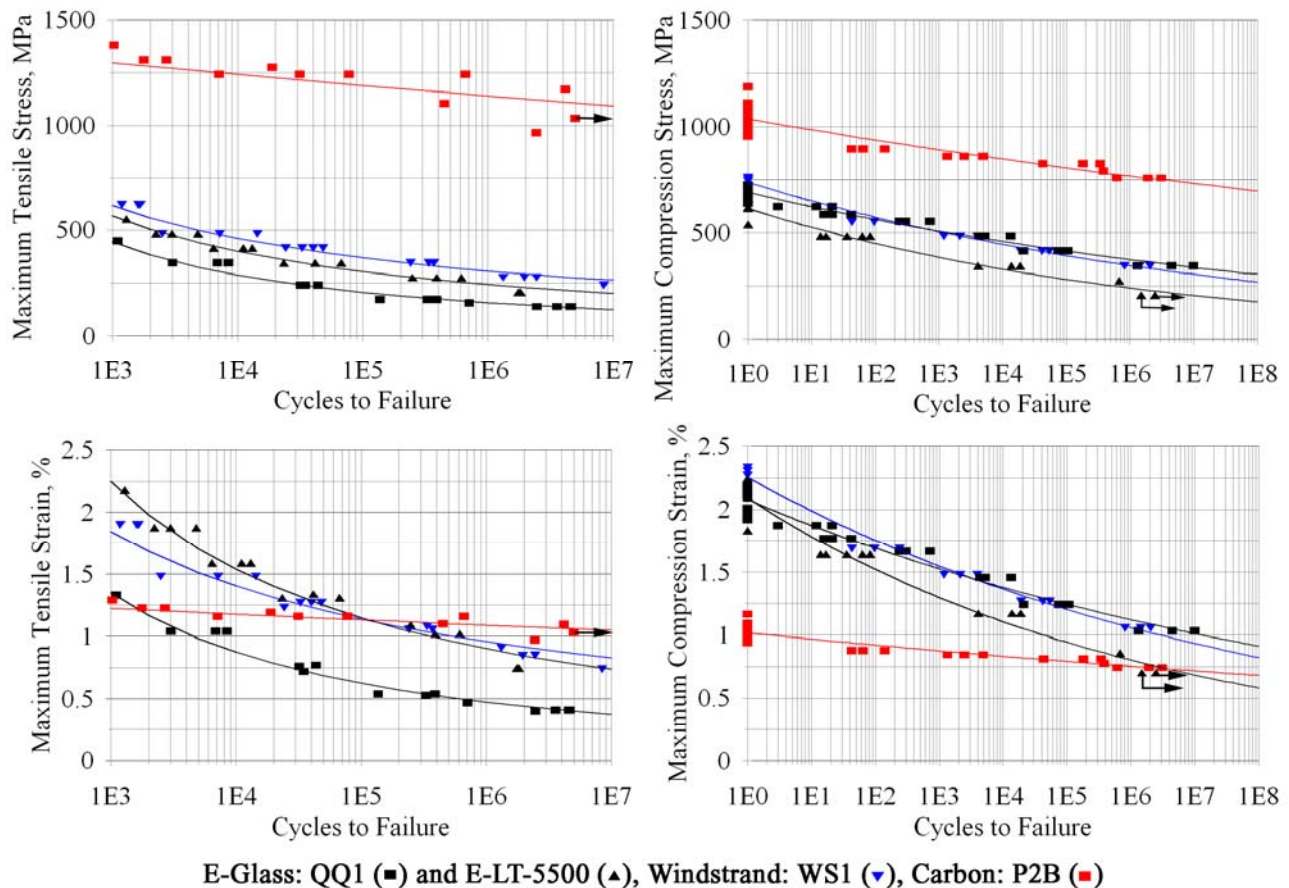 Maximum Tensile Stress, MPa
1500
1000
500
0
1E3 1E4 1E5 1E6 1E7
Cycles to Failure
Maximum Compression Stress, MPa
1500
1000
500
0
1E0 1E1 1E2 1E3 1E4 1E5 1E6 1E7 1E8
Cycles to Failure
Maximum Tensile Strain, %
2.5
2
1.5
1
0.5
0
1E3 1E4 1E5 1E6 1E7
Cycles to Failure
Maximum Compression Strain, %
2.5
2
1.5
1
0.5
0
1E0 1E1 1E2 1E3 1E4 1E5 1E6 1E7 1E8
Cycles to Failure
E-Glass: QQ1 (■) and E-LT-5500 (▲), Windstrand: WS1 (▼), Carbon: P2B (■)